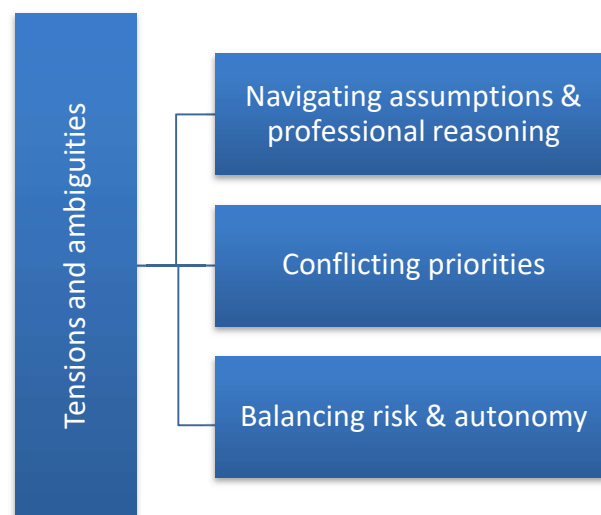 Tensions and ambiguities
Navigating assumptions &
professional reasoning
Conflicting priorities
Balancing risk & autonomy